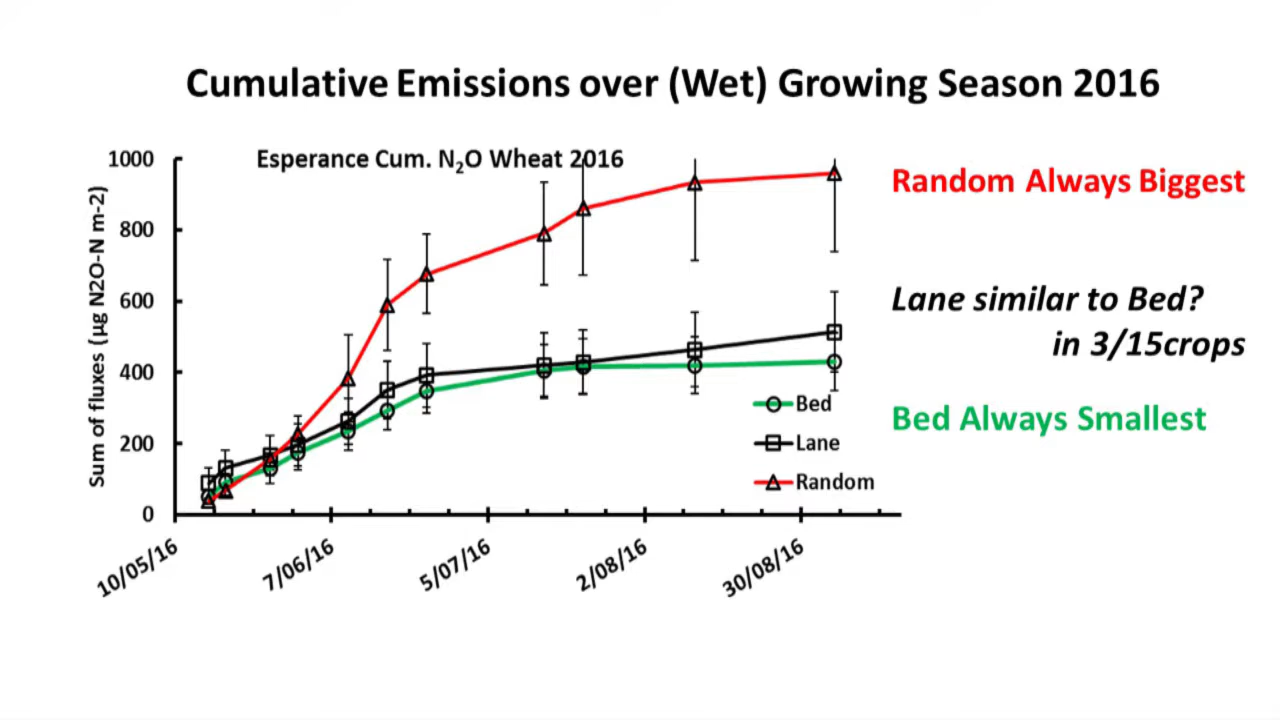 Cumulative Emissions over (Wet) Growing Season 2016
Esperance Cum. N₂O Wheat 2016
Sum of fluxes (µg N2O-N m-2)
1000
800
600
400
200
0
10/05/16
7/06/16
5/07/16
2/08/16
30/08/16
Bed
Lane
Random
Random Always Biggest
Lane similar to Bed?
in 3/15crops
Bed Always Smallest